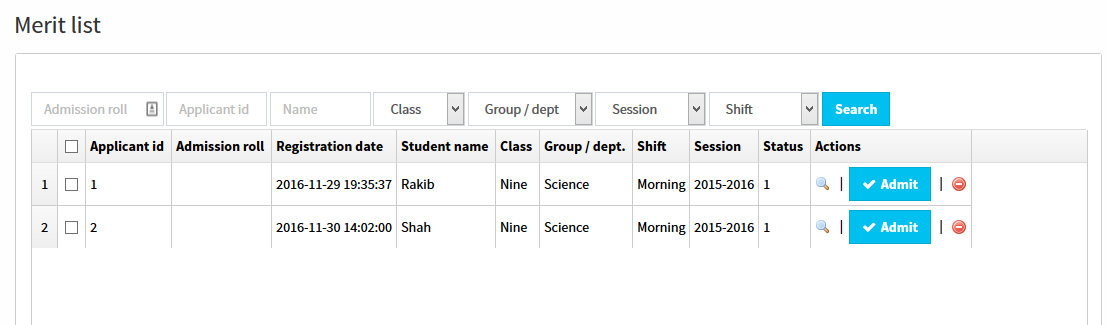 Merit list
Admission roll Applicant id Name Class Group / dept Session Shift Search
Applicant id Admission roll Registration date Student name Class Group / dept. Shift Session Status Actions
1 1 2016-11-29 19:35:37 Rakib Nine Science Morning 2015-2016 1 | Admit |
2 2 2016-11-30 14:02:00 Shah Nine Science Morning 2015-2016 1 | Admit |